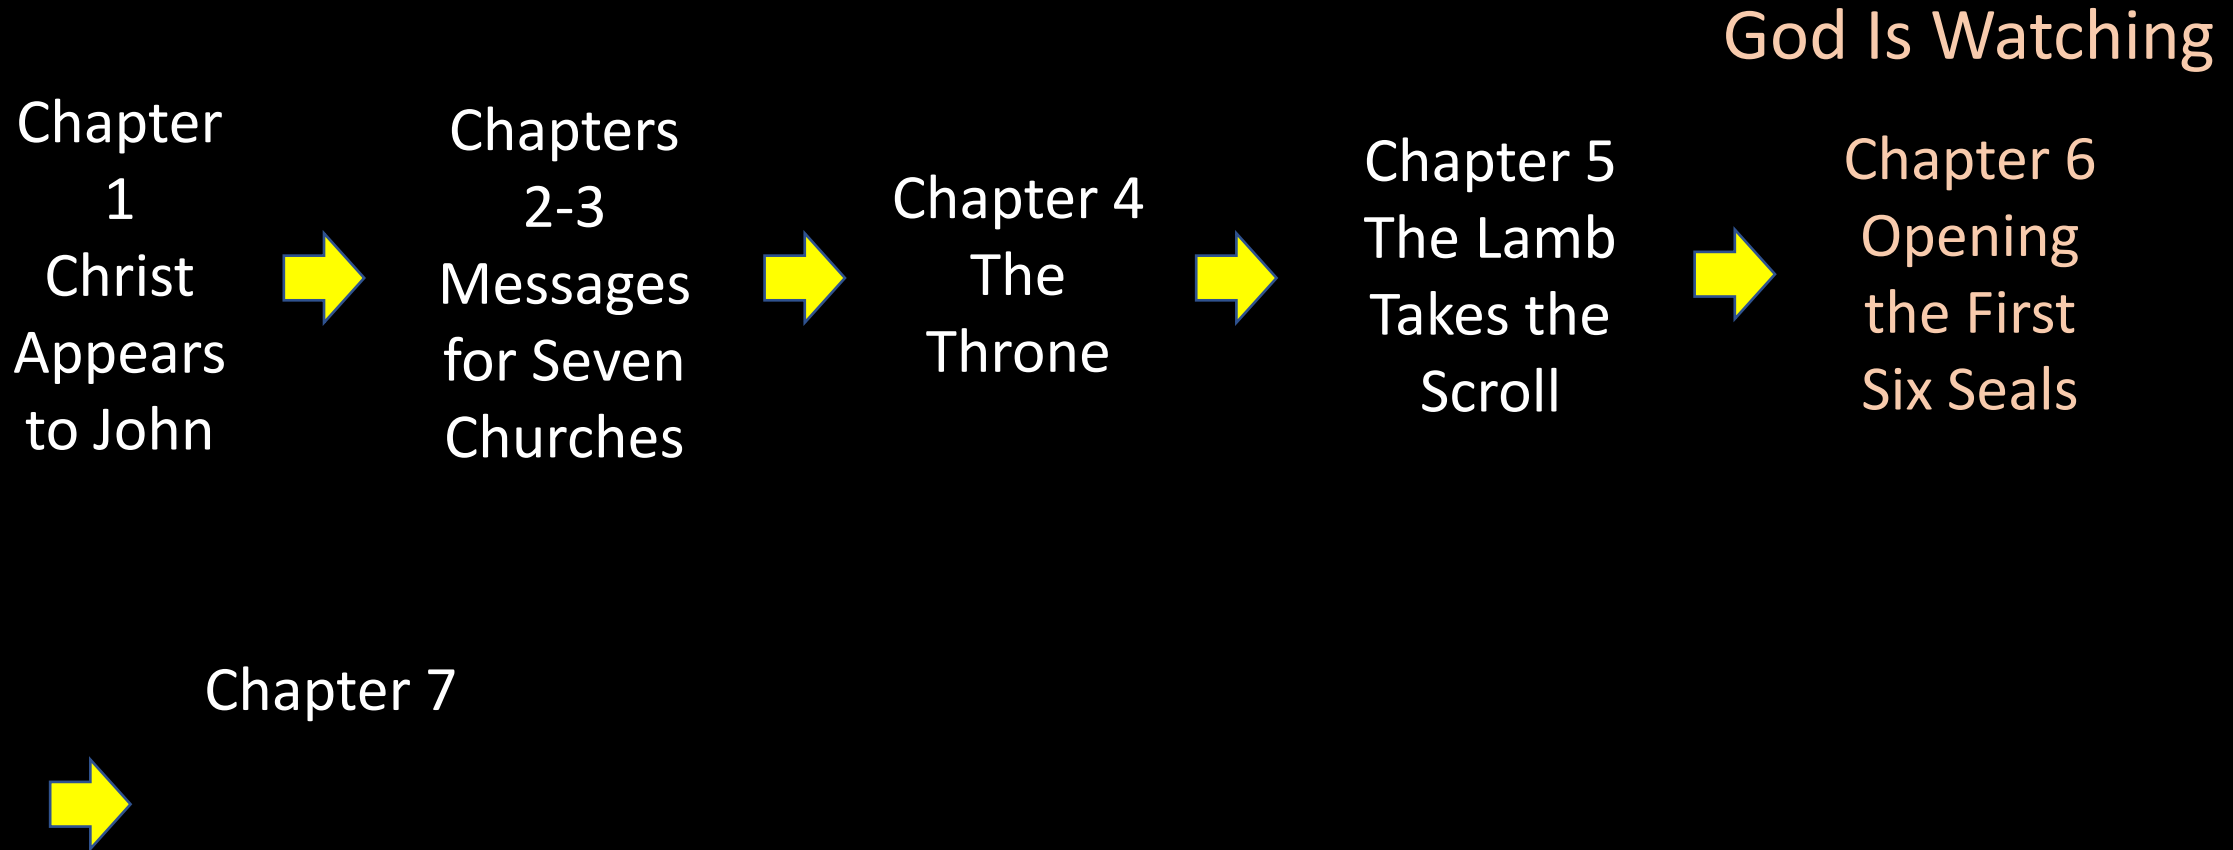 God Is Watching
Chapter
1
Christ
Appears
to John
Chapters
2-3
Messages
for Seven
Churches
Chapter 4
The
Throne
Chapter 5
The Lamb
Takes the
Scroll
Chapter 6
Opening
the First
Six Seals
Chapter 7